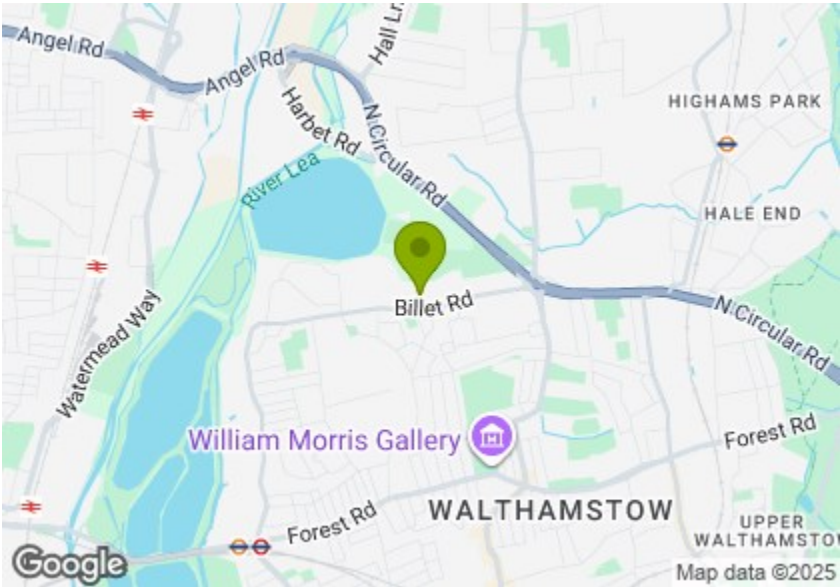 Angel Rd
Angel Rd
Hall Ln
N Circular Rd
Harbet Rd
HIGHAMS PARK
River Lea
HALE END
Watermead Way
Billet Rd
N Circular Rd
William Morris Gallery
Forest Rd
Forest Rd
WALTHAMSTOW
UPPER
WALTHAMSTOW
Google
Map data ©2025